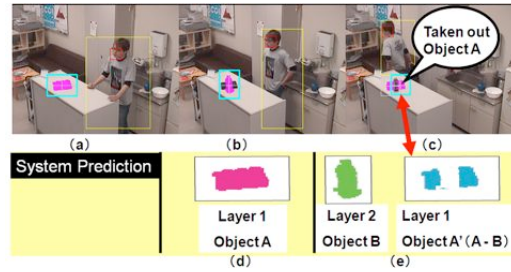 Taken out
Object A
(a)
(b)
(c)
System Prediction
Layer 1
Object A
Layer 2
Object B
Layer 1
Object A'(A - B)
(d)
(e)